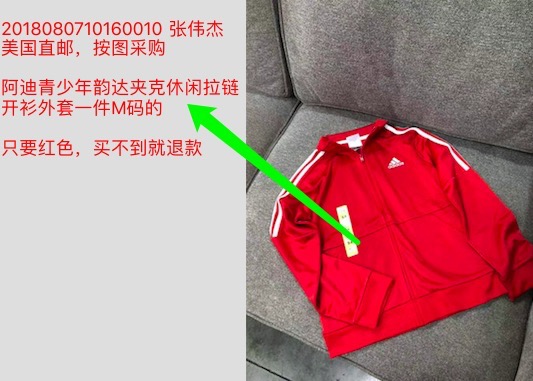 2018080710160010 张伟杰
美国直邮，按图采购
阿迪青少年韵达夹克休闲拉链
开衫外套一件M码的
只要红色，买不到就退款
adidas